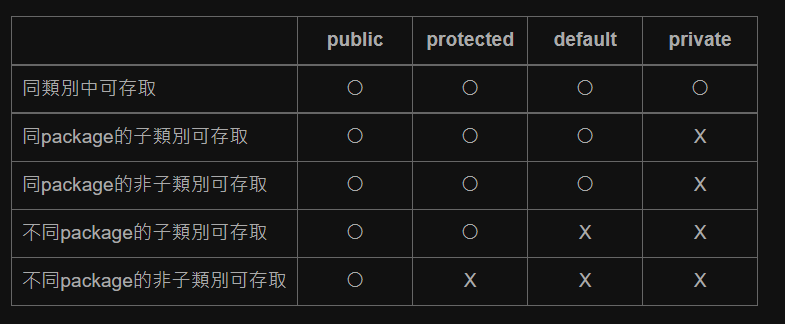 public protected default private
同類別中可存取 ○ ○ ○ ○
同package的子類別可存取 ○ ○ ○ X
同package的非子類別可存取 ○ ○ ○ X
不同package的子類別可存取 ○ ○ X X
不同package的非子類別可存取 ○ X X X